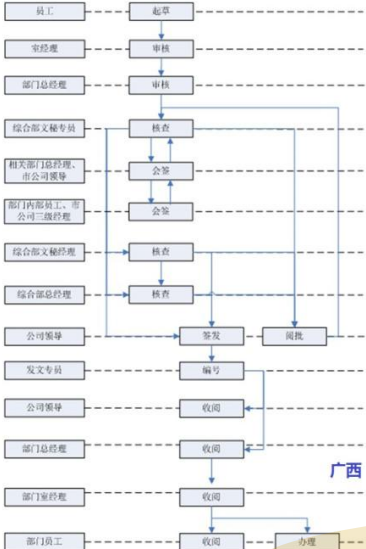 员工 起草
室经理 审核
部门总经理 审核
综合部文秘专员 核查
相关部门总经理、
市公司领导
会签
部门内部员工、市
公司三级经理
会签
综合部文秘经理 核查
综合部总经理 核查
公司领导 签发 阅批
发文专员 编号
公司领导 收阅
部门总经理 收阅
广西
部门室经理 收阅
部门员工 收阅 办理